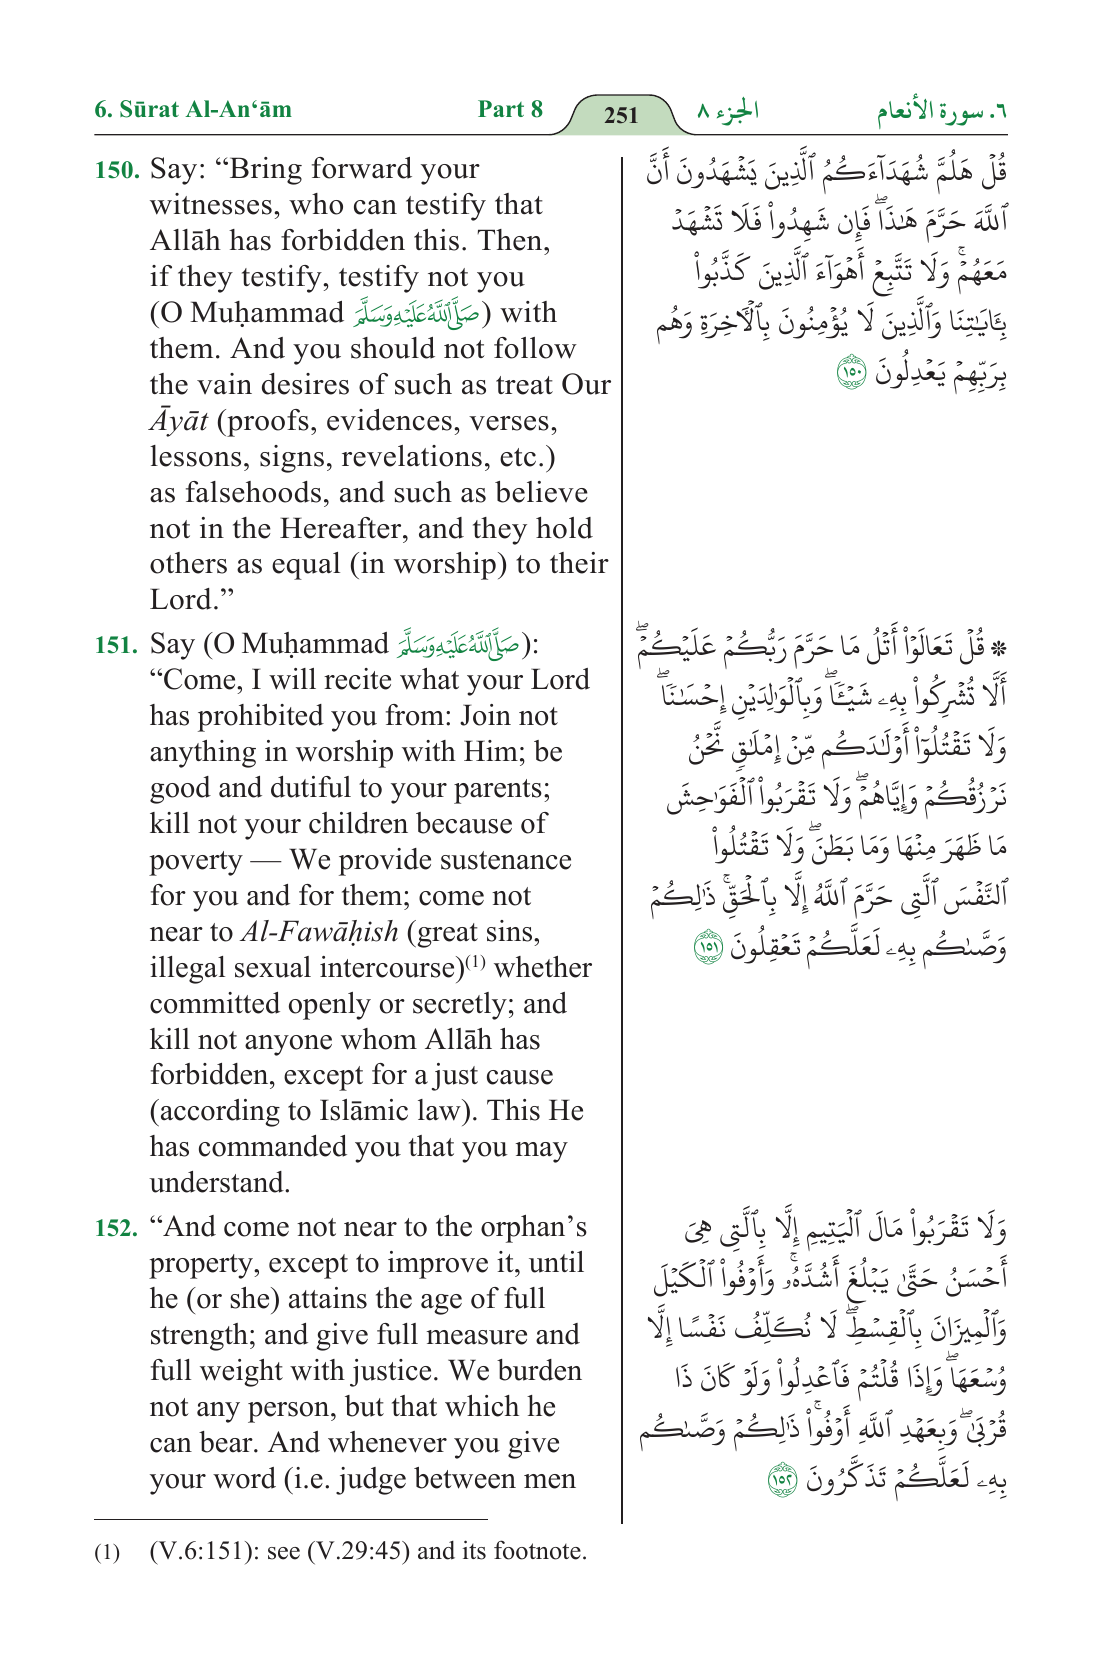 6. Sūrat Al-An‘ām Part 8 251 الجزء ٨ ٦. سورة الأنعام
150. Say: “Bring forward your
witnesses, who can testify that
Allāh has forbidden this. Then,
if they testify, testify not you
(O Muḥammad صَلَّى اللَّهُ عَلَيْهِ وَسَلَّمَ) with
them. And you should not follow
the vain desires of such as treat Our
Āyāt (proofs, evidences, verses,
lessons, signs, revelations, etc.)
as falsehoods, and such as believe
not in the Hereafter, and they hold
others as equal (in worship) to their
Lord.”
151. Say (O Muḥammad صَلَّى اللَّهُ عَلَيْهِ وَسَلَّمَ):
“Come, I will recite what your Lord
has prohibited you from: Join not
anything in worship with Him; be
good and dutiful to your parents;
kill not your children because of
poverty — We provide sustenance
for you and for them; come not
near to Al-Fawāḥish (great sins,
illegal sexual intercourse)(1) whether
committed openly or secretly; and
kill not anyone whom Allāh has
forbidden, except for a just cause
(according to Islāmic law). This He
has commanded you that you may
understand.
152. “And come not near to the orphan’s
property, except to improve it, until
he (or she) attains the age of full
strength; and give full measure and
full weight with justice. We burden
not any person, but that which he
can bear. And whenever you give
your word (i.e. judge between men
قُلۡ هَلُمَّ شُهَدَآءَكُمُ ٱلَّذِينَ يَشۡهَدُونَ أَنَّ
ٱللَّهَ حَرَّمَ هَٰذَاۖ فَإِن شَهِدُواْ فَلَا تَشۡهَدۡ
مَعَهُمۡۚ وَلَا تَتَّبِعۡ أَهۡوَآءَ ٱلَّذِينَ كَذَّبُواْ
بِـَٔايَٰتِنَا وَٱلَّذِينَ لَا يُؤۡمِنُونَ بِٱلۡأٓخِرَةِ وَهُم
بِرَبِّهِمۡ يَعۡدِلُونَ ١٥٠
۞ قُلۡ تَعَالَوۡاْ أَتۡلُ مَا حَرَّمَ رَبُّكُمۡ عَلَيۡكُمۡۖ
أَلَّا تُشۡرِكُواْ بِهِۦ شَيۡـٔٗاۖ وَبِٱلۡوَٰلِدَيۡنِ إِحۡسَٰنٗاۖ
وَلَا تَقۡتُلُوٓاْ أَوۡلَٰدَكُم مِّنۡ إِمۡلَٰقٖ نَّحۡنُ
نَرۡزُقُكُمۡ وَإِيَّاهُمۡۖ وَلَا تَقۡرَبُواْ ٱلۡفَوَٰحِشَ
مَا ظَهَرَ مِنۡهَا وَمَا بَطَنَۖ وَلَا تَقۡتُلُواْ
ٱلنَّفۡسَ ٱلَّتِي حَرَّمَ ٱللَّهُ إِلَّا بِٱلۡحَقِّۚ ذَٰلِكُمۡ
وَصَّىٰكُم بِهِۦ لَعَلَّكُمۡ تَعۡقِلُونَ ١٥١
وَلَا تَقۡرَبُواْ مَالَ ٱلۡيَتِيمِ إِلَّا بِٱلَّتِي هِيَ
أَحۡسَنُ حَتَّىٰ يَبۡلُغَ أَشُدَّهُۥۚ وَأَوۡفُواْ ٱلۡكَيۡلَ
وَٱلۡمِيزَانَ بِٱلۡقِسۡطِۖ لَا نُكَلِّفُ نَفۡسًا إِلَّا
وُسۡعَهَاۖ وَإِذَا قُلۡتُمۡ فَٱعۡدِلُواْ وَلَوۡ كَانَ ذَا
قُرۡبَىٰۖ وَبِعَهۡدِ ٱللَّهِ أَوۡفُواْۚ ذَٰلِكُمۡ وَصَّىٰكُم
بِهِۦ لَعَلَّكُمۡ تَذَكَّرُونَ ١٥٢
(1) (V.6:151): see (V.29:45) and its footnote.